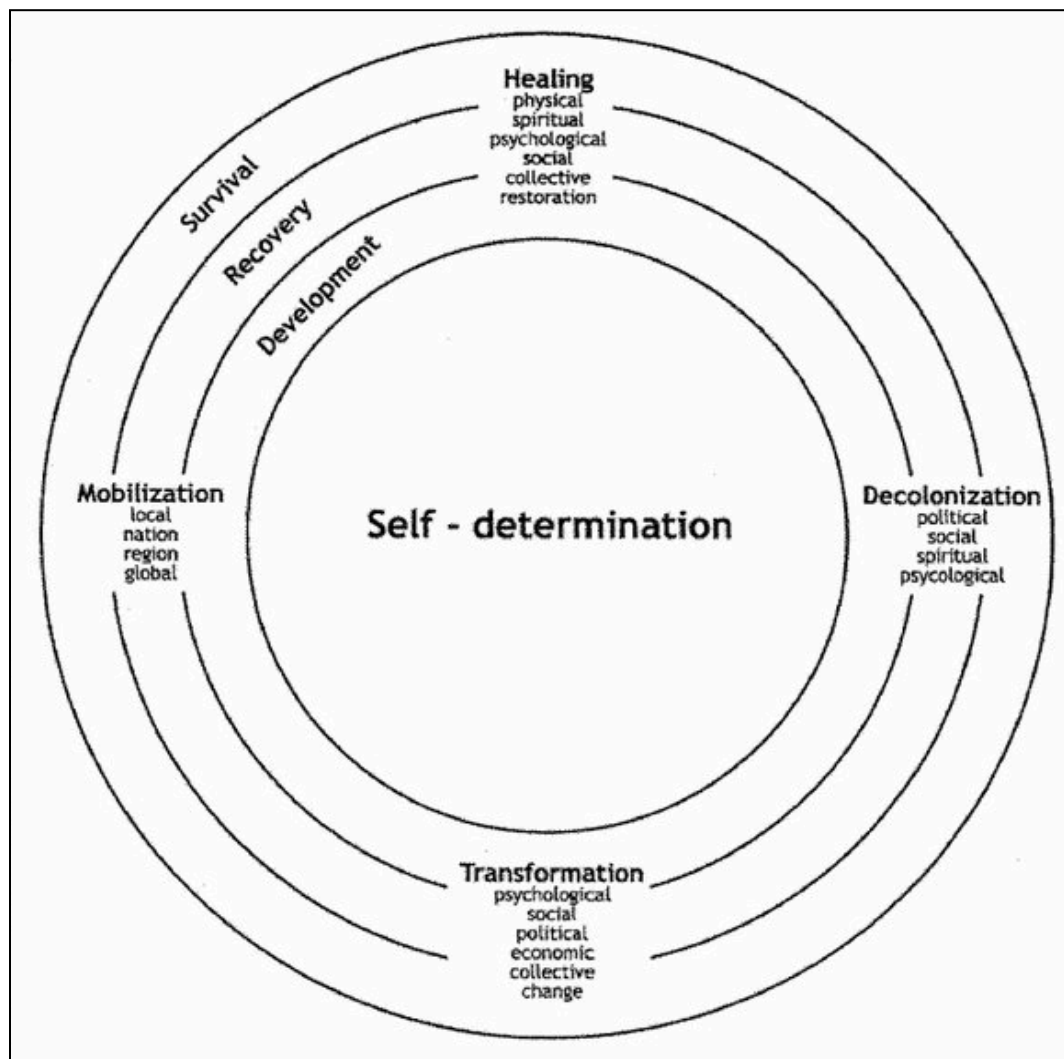 Healing
physical
spiritual
psychological
social
collective
restoration
Survival
Recovery
Development
Mobilization
local
nation
region
global
Self - determination
Decolonization
political
social
spiritual
psycological
Transformation
psychological
social
political
economic
collective
change